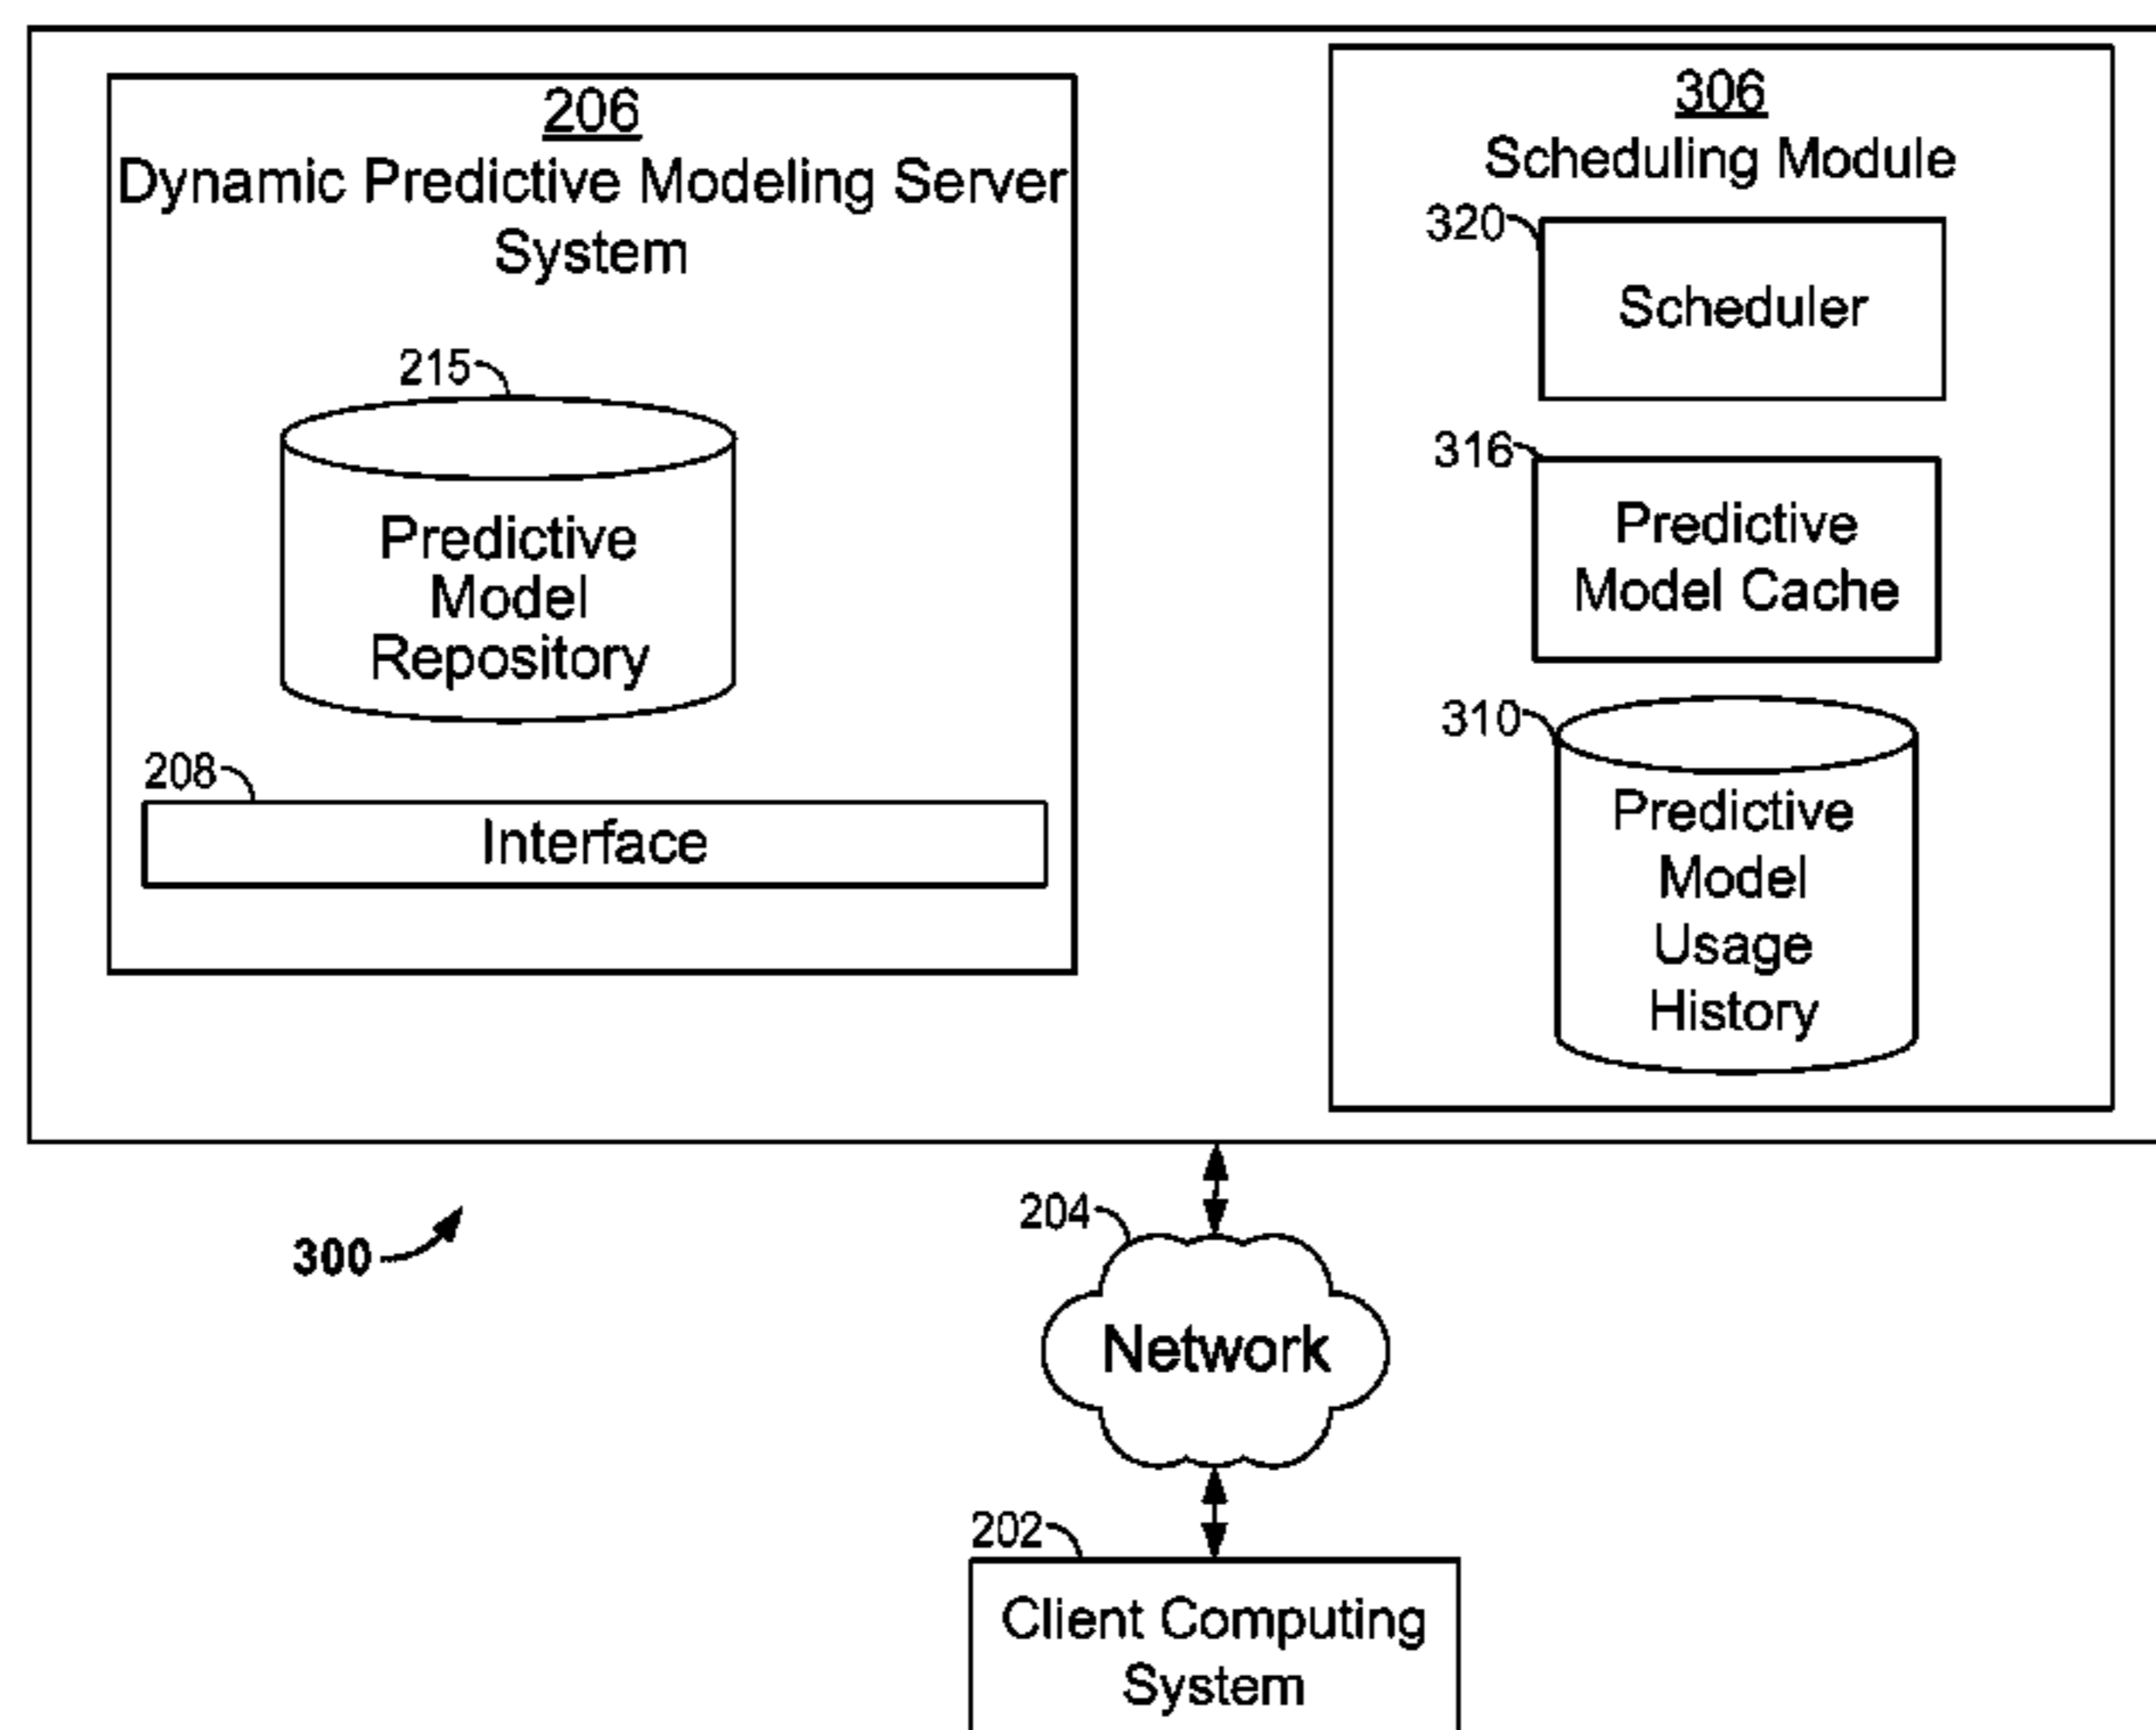 206
Dynamic Predictive Modeling Server
System
215
Predictive
Model
Repository
208
Interface
306
Scheduling Module
320
Scheduler
316
Predictive
Model Cache
310
Predictive
Model
Usage
History
300
204
Network
202
Client Computing
System